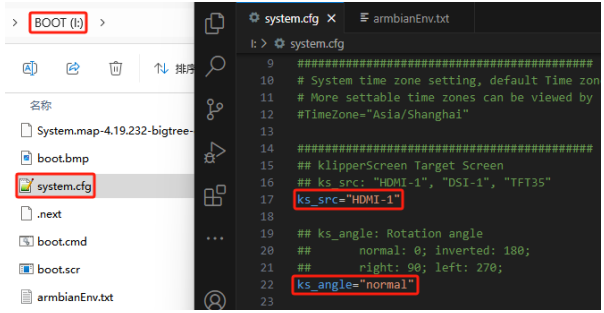 BOOT (I:)
排序
名称
System.map-4.19.232-bigtree-
boot.bmp
system.cfg
.next
boot.cmd
boot.scr
armbianEnv.txt
system.cfg
armbianEnv.txt
I: > system.cfg
9 ###########################################
10 # System time zone setting, default Time zon
11 # More settable time zones can be viewed by
12 #TimeZone="Asia/Shanghai"
13
14 ###########################################
15 ## klipperScreen Target Screen
16 ## ks_src: "HDMI-1", "DSI-1", "TFT35"
17 ks_src="HDMI-1"
18
19 ## ks_angle: Rotation angle
20 ## normal: 0; inverted: 180;
21 ## right: 90; left: 270;
22 ks_angle="normal"
23